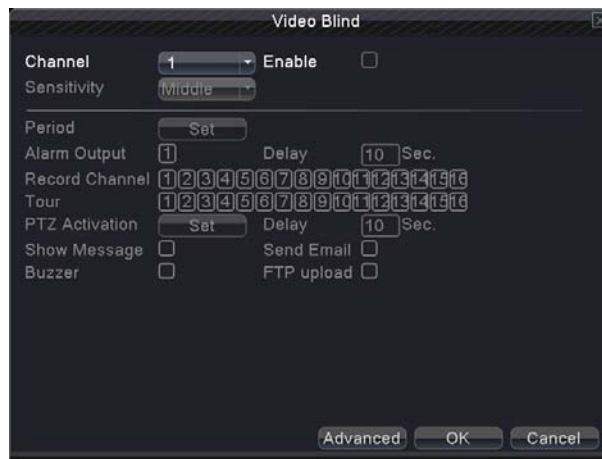 Video Blind
Channel 1 Enable
Sensitivity Middle
Period Set
Alarm Output 1 Delay 10 Sec.
Record Channel 1 2 3 4 5 6 7 8 9 10 11 12 13 14 15 16
Tour 1 2 3 4 5 6 7 8 9 10 11 12 13 14 15 16
PTZ Activation Set Delay 10 Sec.
Show Message Send Email
Buzzer FTP upload
Advanced OK Cancel